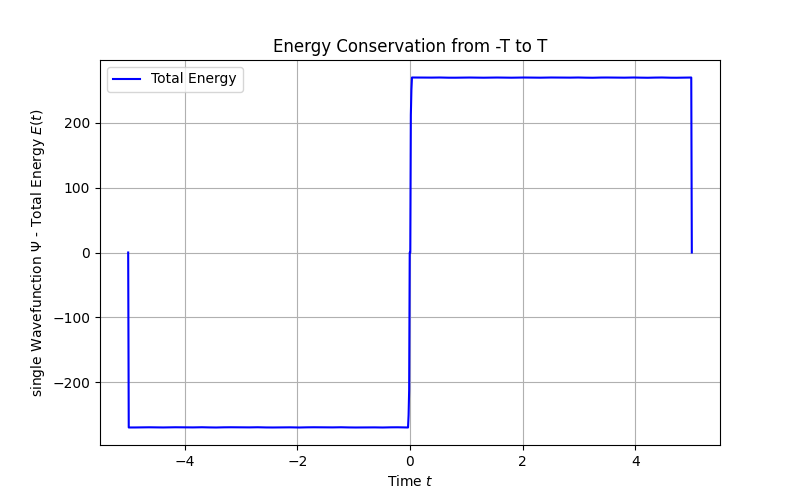 Energy Conservation from -T to T
Total Energy
single Wavefunction Ψ - Total Energy E(t)
200
100
0
−100
−200
−4
−2
0
2
4
Time t